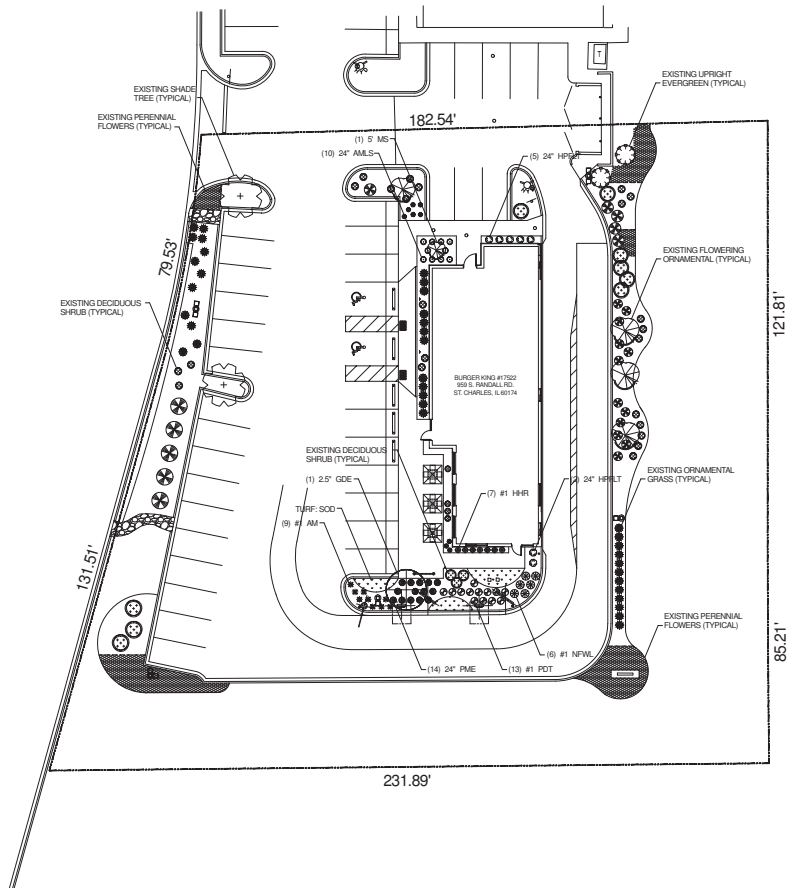 T
EXISTING SHADE
TREE (TYPICAL)
EXISTING UPRIGHT
EVERGREEN (TYPICAL)
EXISTING PERENNIAL
FLOWERS (TYPICAL)
182.54'
(1) 5' MS
(10) 24" AMLS
(5) 24" HPFLT
79.53'
EXISTING FLOWERING
ORNAMENTAL (TYPICAL)
EXISTING DECIDUOUS
SHRUB (TYPICAL)
121.81'
BURGER KING #17522
959 S. RANDALL RD.
ST. CHARLES, IL 60174
EXISTING DECIDUOUS
SHRUB (TYPICAL)
(1) 2.5" GDE
TURF: SOD
(9) #1 AM
(7) #1 HHR
24" HPFLT
EXISTING ORNAMENTAL
GRASS (TYPICAL)
131.51'
EXISTING PERENNIAL
FLOWERS (TYPICAL)
85.21'
(6) #1 NFWL
(14) 24" PME
(13) #1 PDT
231.89'